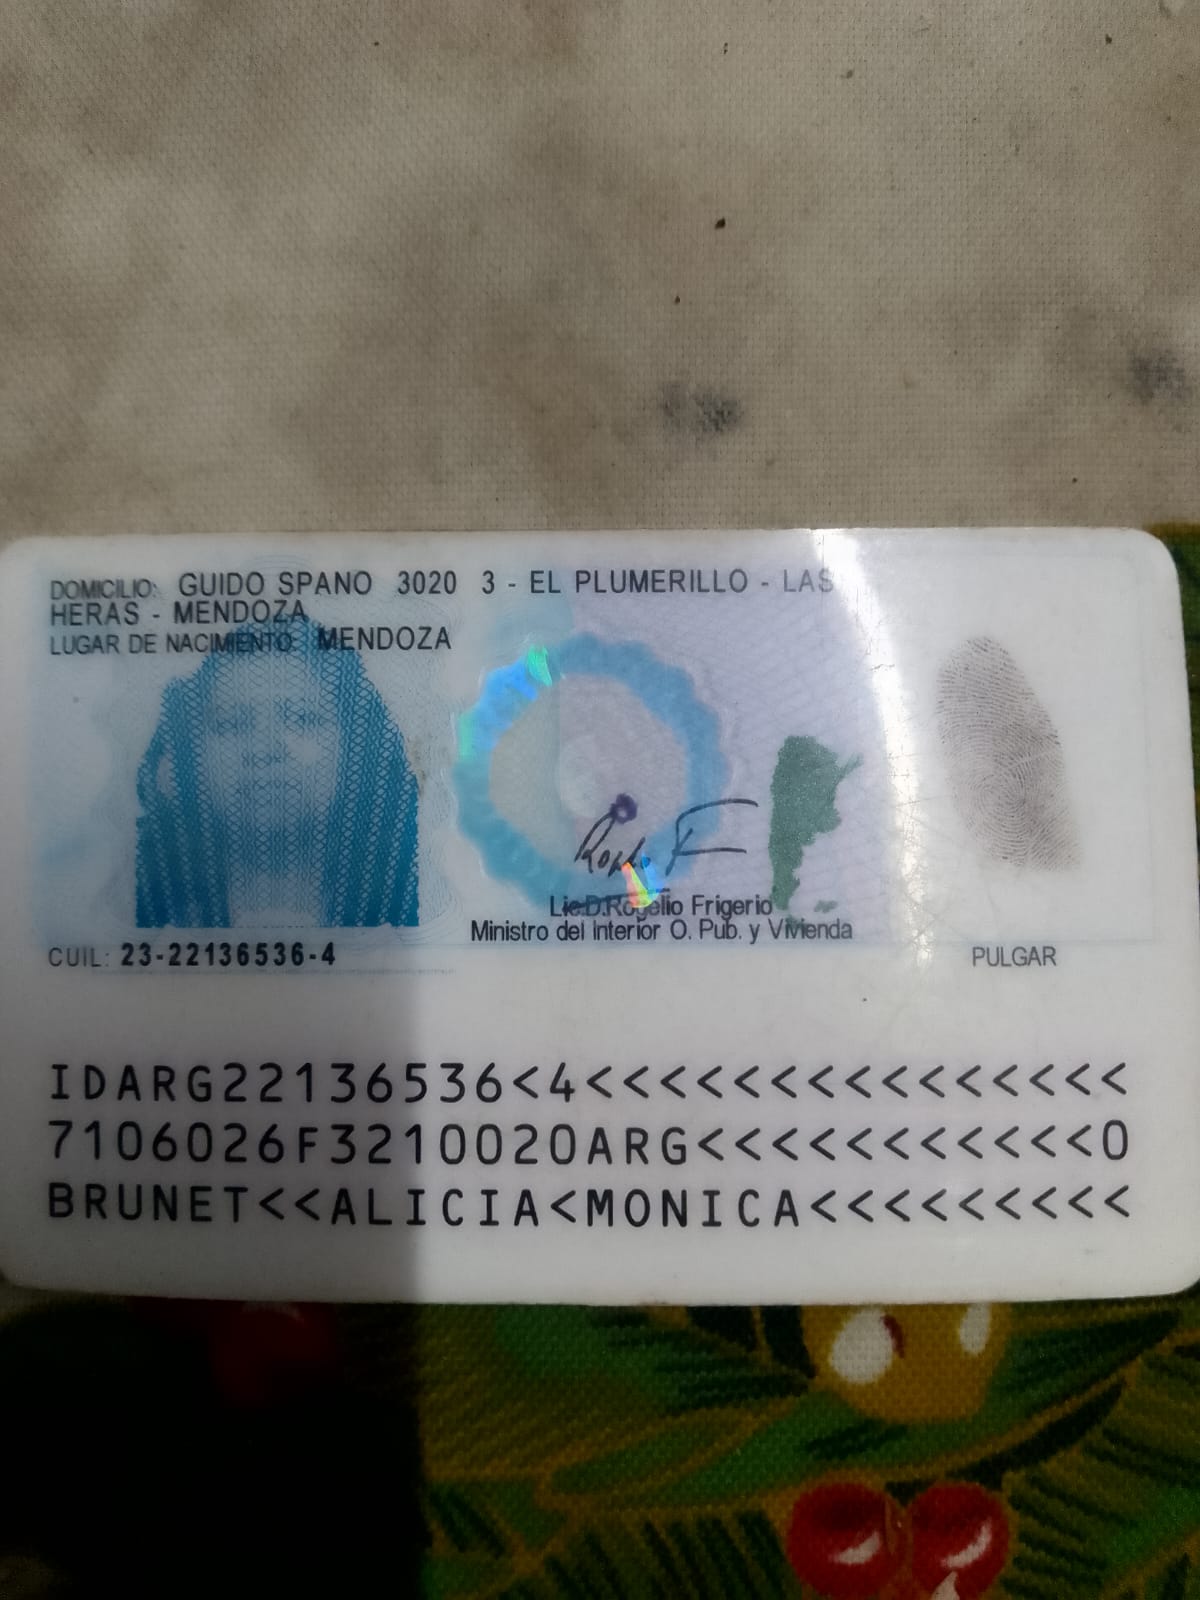 DOMICILIO: GUIDO SPANO 3020 3 - EL PLUMERILLO - LAS
HERAS - MENDOZA
LUGAR DE NACIMIENTO: MENDOZA
Lic.D.Rogelio Frigerio
Ministro del Interior O. Pub. y Vivienda
CUIL: 23-22136536-4
PULGAR
IDARG22136536<4<<<<<<<<<<<<<<<
7106026F3210020ARG<<<<<<<<<<<0
BRUNET<<ALICIA<MONICA<<<<<<<<<